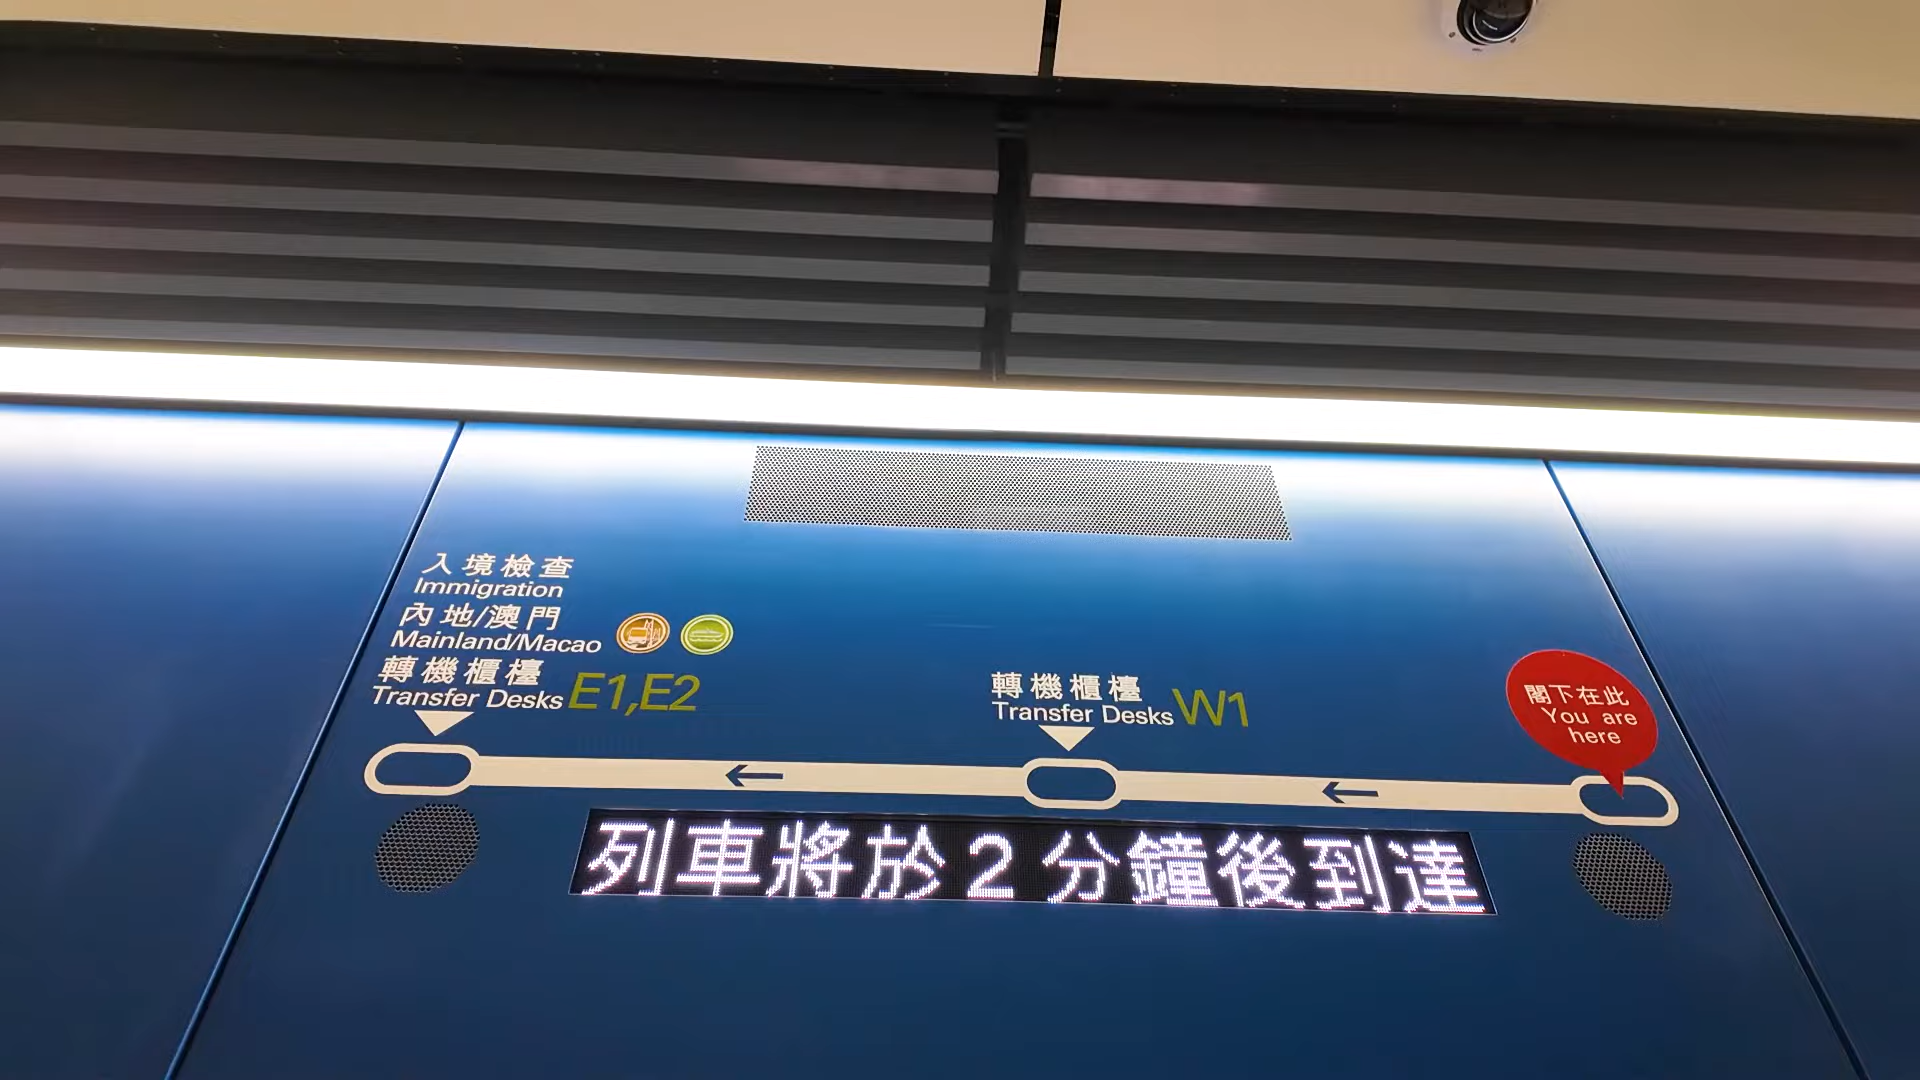 入境檢查
Immigration
內地/澳門
Mainland/Macao
轉機櫃檯
Transfer Desks E1,E2
轉機櫃檯
Transfer Desks W1
閣下在此
You are
here
列車將於2分鐘後到達